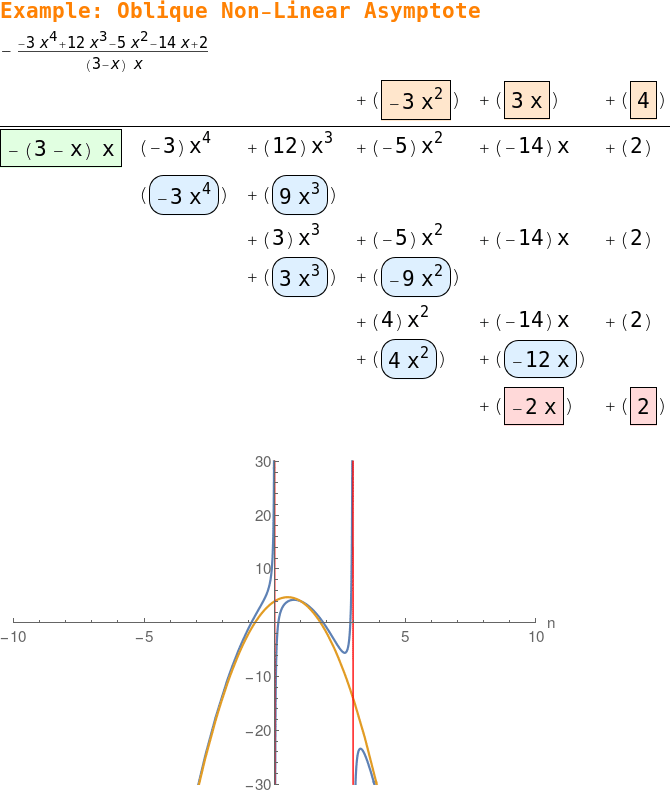 Example: Oblique Non-Linear Asymptote
− (−3 x⁴+12 x³−5 x²−14 x+2)/((3−x) x)
+ (−3 x²) + (3 x) + (4)
−(3 − x) x (−3) x⁴ + (12) x³ + (−5) x² + (−14) x + (2)
(−3 x⁴) + (9 x³)
+ (3) x³ + (−5) x² + (−14) x + (2)
+ (3 x³) + (−9 x²)
+ (4) x² + (−14) x + (2)
+ (4 x²) + (−12 x)
+ (−2 x) + (2)
30
20
10
n
−10 −5 5 10
−10
−20
−30